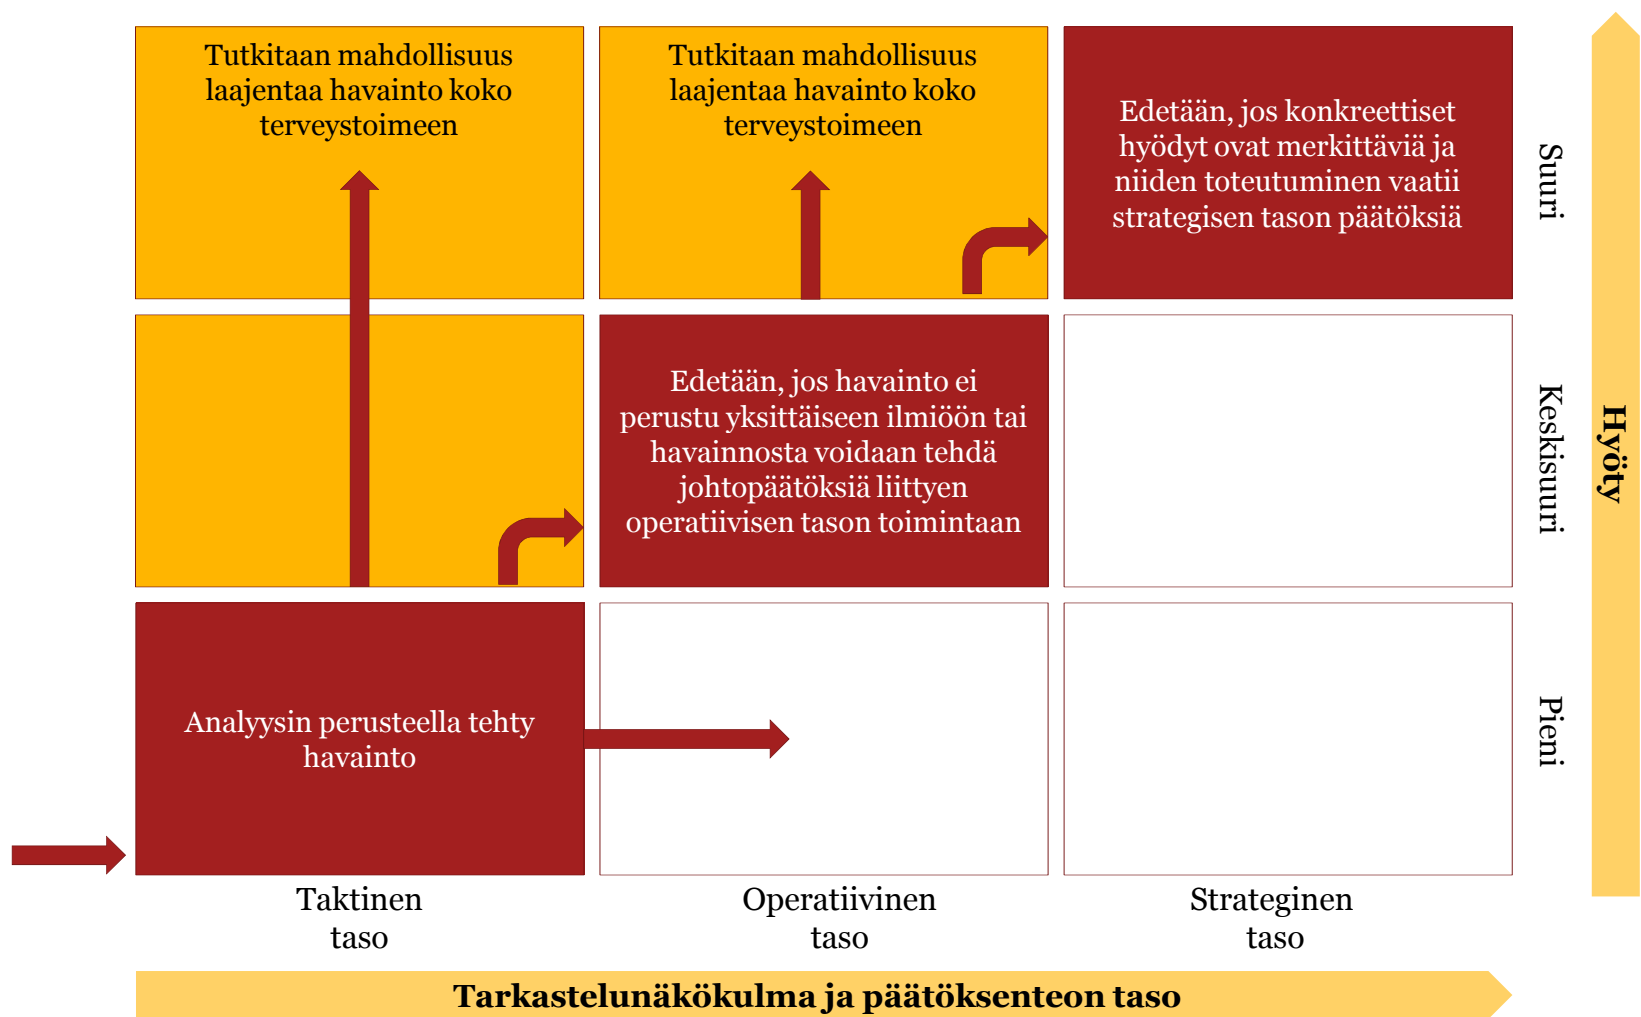 Tutkitaan mahdollisuus
laajentaa havainto koko
terveystoimeen
Tutkitaan mahdollisuus
laajentaa havainto koko
terveystoimeen
Edetään, jos konkreettiset
hyödyt ovat merkittäviä ja
niiden toteutuminen vaatii
strategisen tason päätöksiä
Suuri
Edetään, jos havainto ei
perustu yksittäiseen ilmiöön tai
havainnosta voidaan tehdä
johtopäätöksiä liittyen
operatiivisen tason toimintaan
Keskisuuri
Hyöty
Analyysin perusteella tehty
havainto
Pieni
Taktinen
taso
Operatiivinen
taso
Strateginen
taso
Tarkastelunäkökulma ja päätöksenteon taso